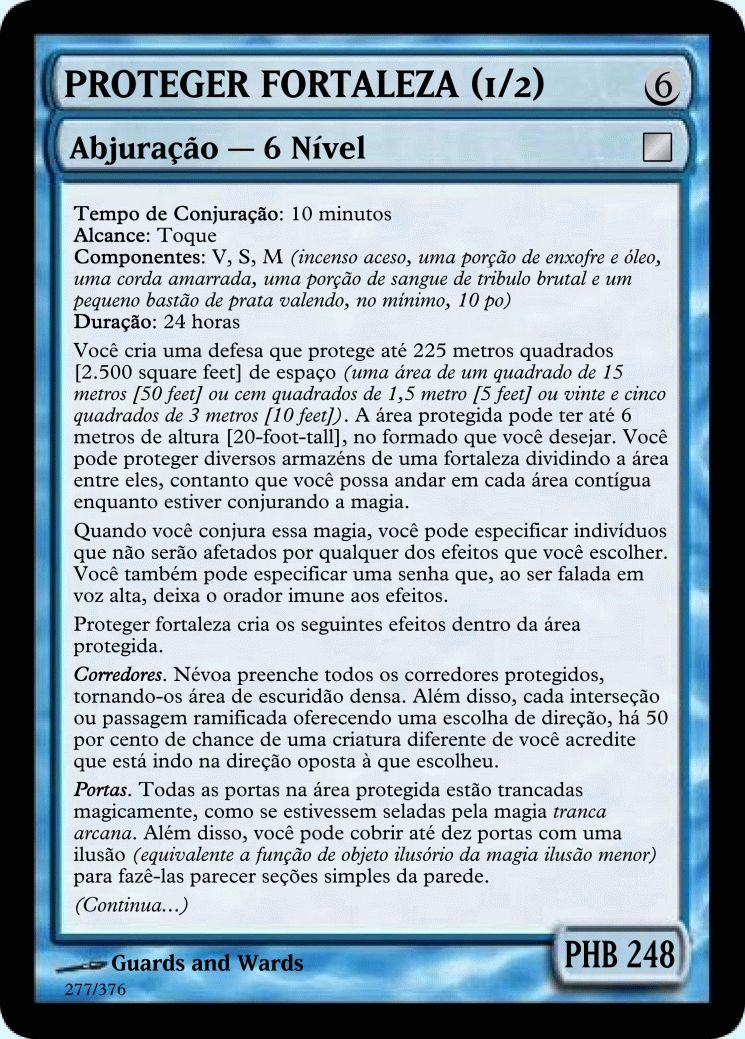 PROTEGER FORTALEZA (1/2)
6
Abjuração — 6 Nível
Tempo de Conjuração: 10 minutos
Alcance: Toque
Componentes: V, S, M (incenso aceso, uma porção de enxofre e óleo,
uma corda amarrada, uma porção de sangue de tribulo brutal e um
pequeno bastão de prata valendo, no mínimo, 10 po)
Duração: 24 horas
Você cria uma defesa que protege até 225 metros quadrados
[2.500 square feet] de espaço (uma área de um quadrado de 15
metros [50 feet] ou cem quadrados de 1,5 metro [5 feet] ou vinte e cinco
quadrados de 3 metros [10 feet]). A área protegida pode ter até 6
metros de altura [20-foot-tall], no formado que você desejar. Você
pode proteger diversos armazéns de uma fortaleza dividindo a área
entre eles, contanto que você possa andar em cada área contígua
enquanto estiver conjurando a magia.
Quando você conjura essa magia, você pode especificar indivíduos
que não serão afetados por qualquer dos efeitos que você escolher.
Você também pode especificar uma senha que, ao ser falada em
voz alta, deixa o orador imune aos efeitos.
Proteger fortaleza cria os seguintes efeitos dentro da área
protegida.
Corredores. Névoa preenche todos os corredores protegidos,
tornando-os área de escuridão densa. Além disso, cada interseção
ou passagem ramificada oferecendo uma escolha de direção, há 50
por cento de chance de uma criatura diferente de você acredite
que está indo na direção oposta à que escolheu.
Portas. Todas as portas na área protegida estão trancadas
magicamente, como se estivessem seladas pela magia tranca
arcana. Além disso, você pode cobrir até dez portas com uma
ilusão (equivalente a função de objeto ilusório da magia ilusão menor)
para fazê-las parecer seções simples da parede.
(Continua...)
PHB 248
Guards and Wards
277/376